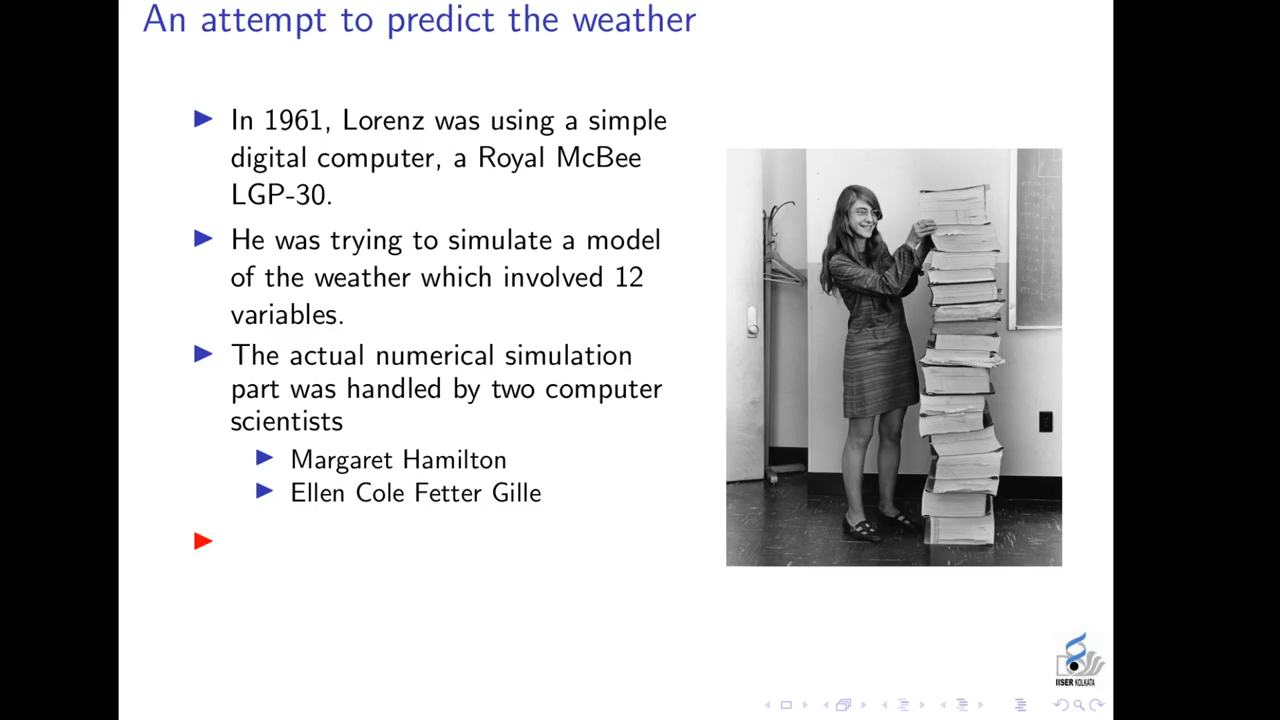 An attempt to predict the weather
In 1961, Lorenz was using a simple
digital computer, a Royal McBee
LGP-30.
He was trying to simulate a model
of the weather which involved 12
variables.
The actual numerical simulation
part was handled by two computer
scientists
Margaret Hamilton
Ellen Cole Fetter Gille
IISER KOLKATA